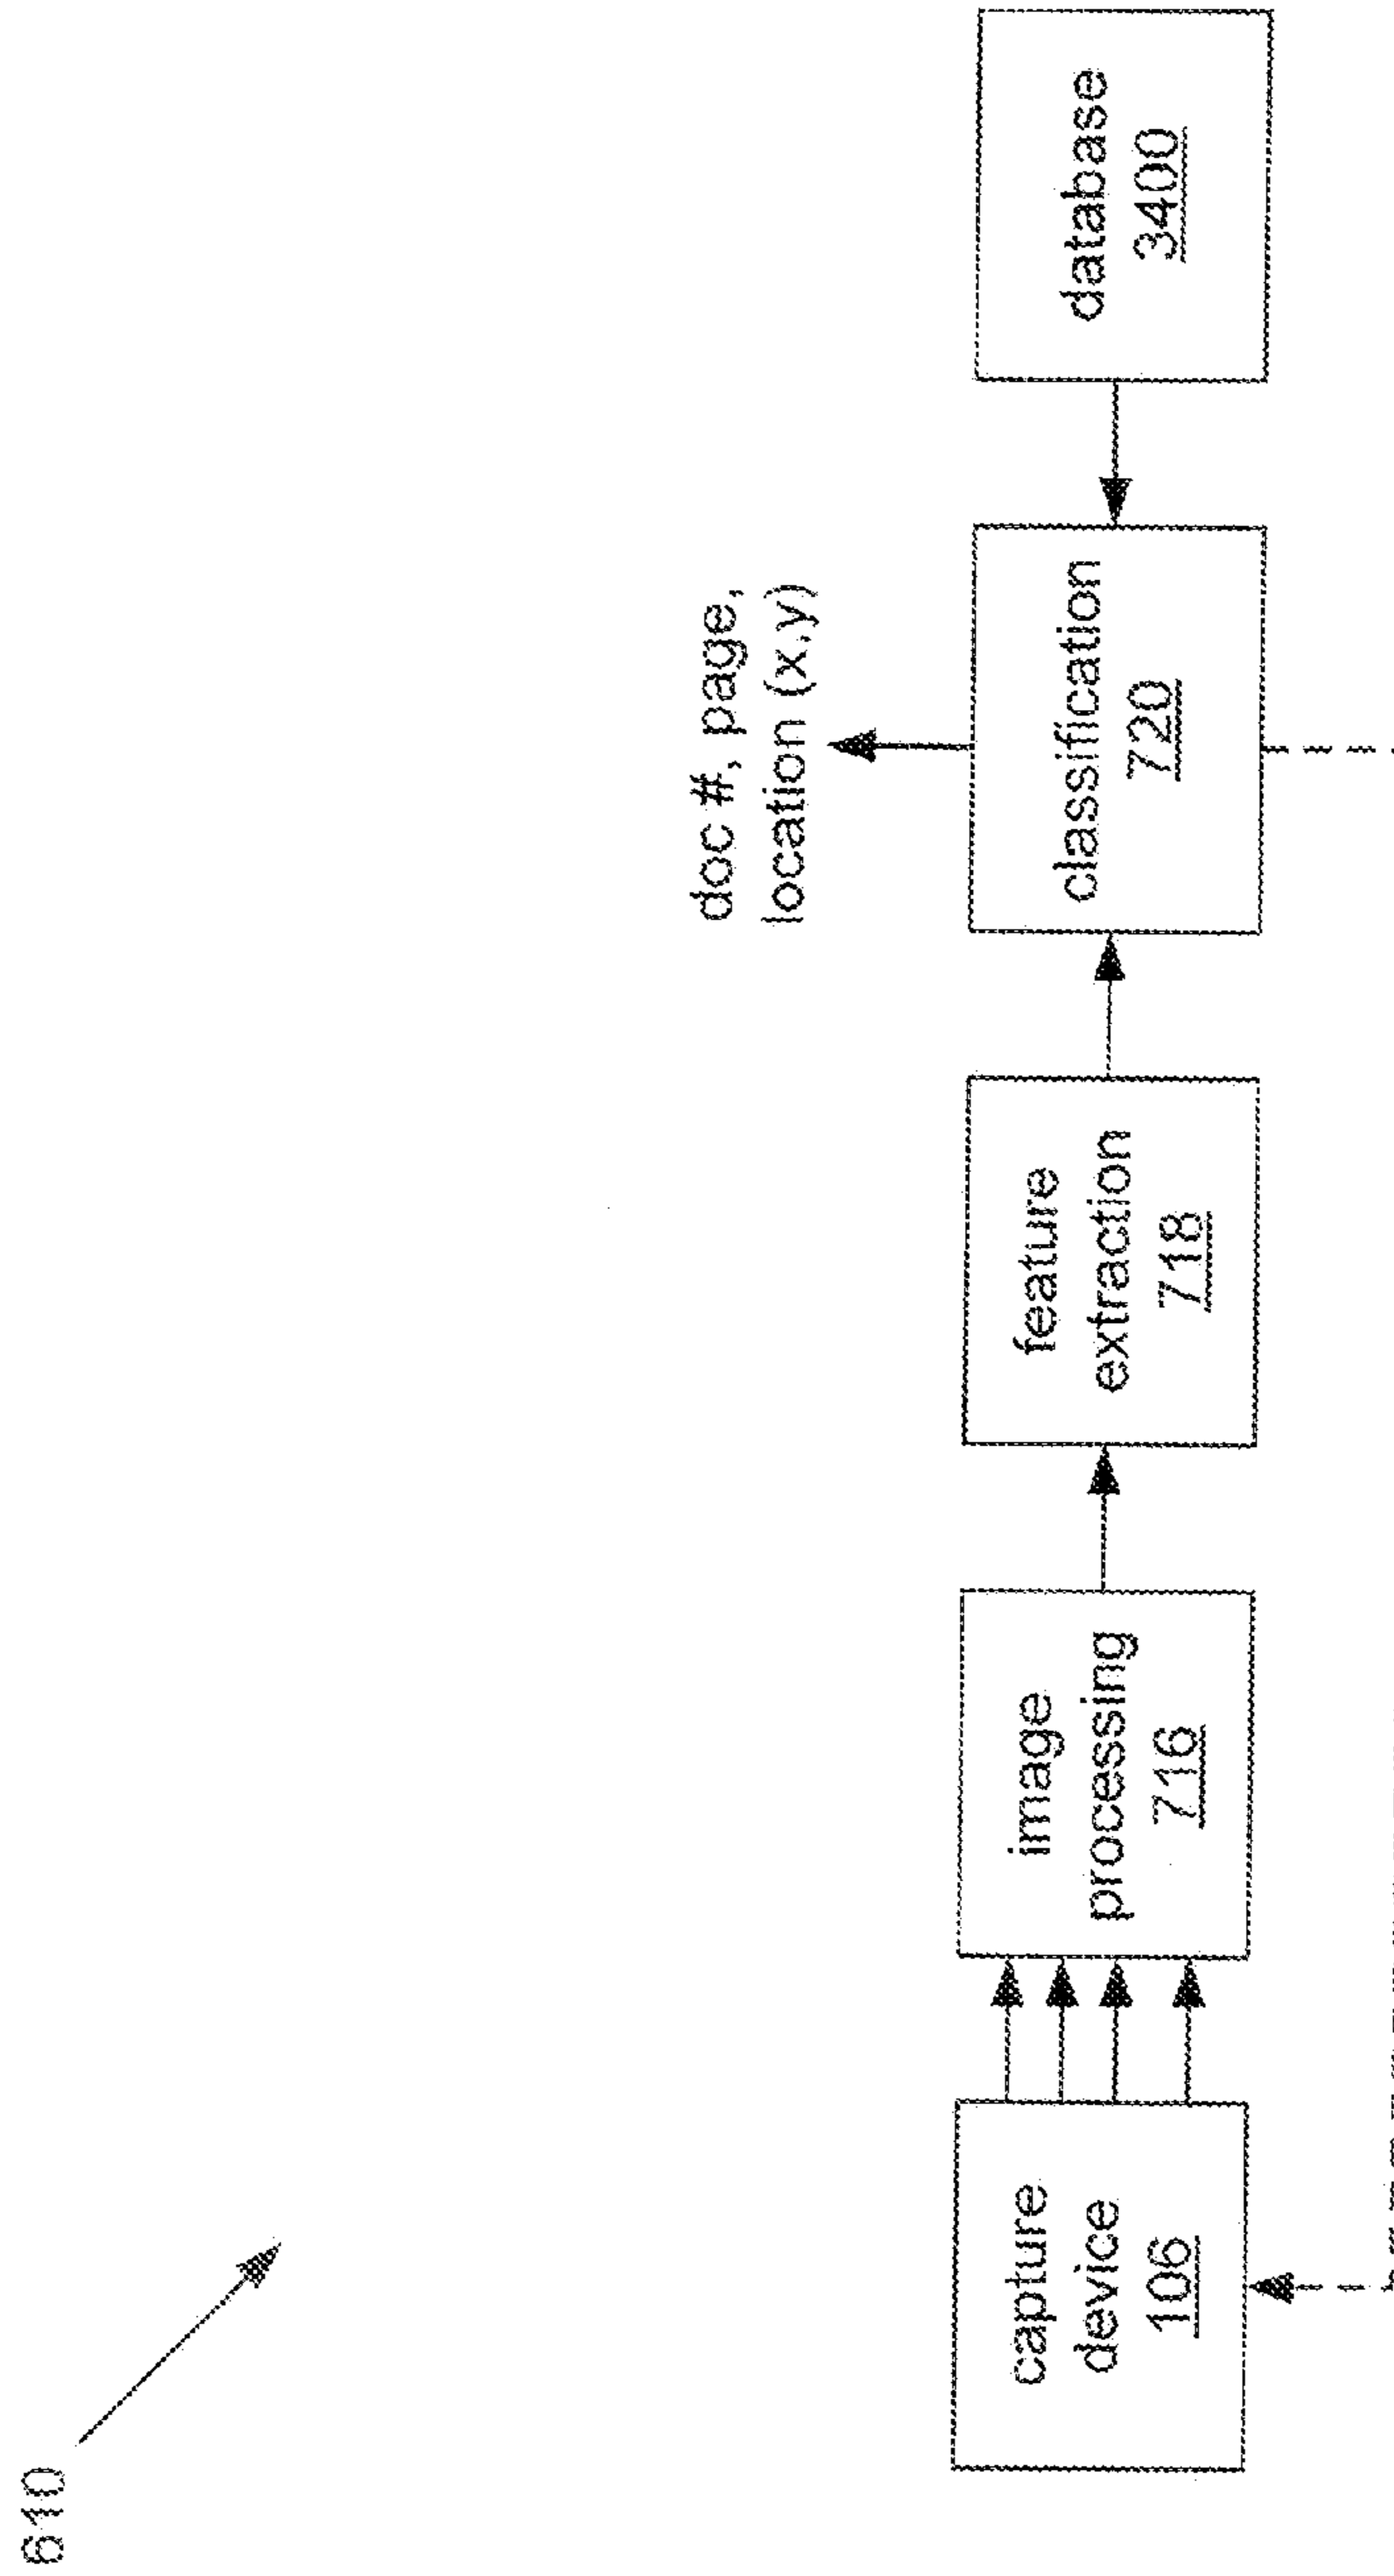 610
doc #, page,
location (x,y)
capture
device
106
image
processing
716
feature
extraction
718
classification
720
database
3400